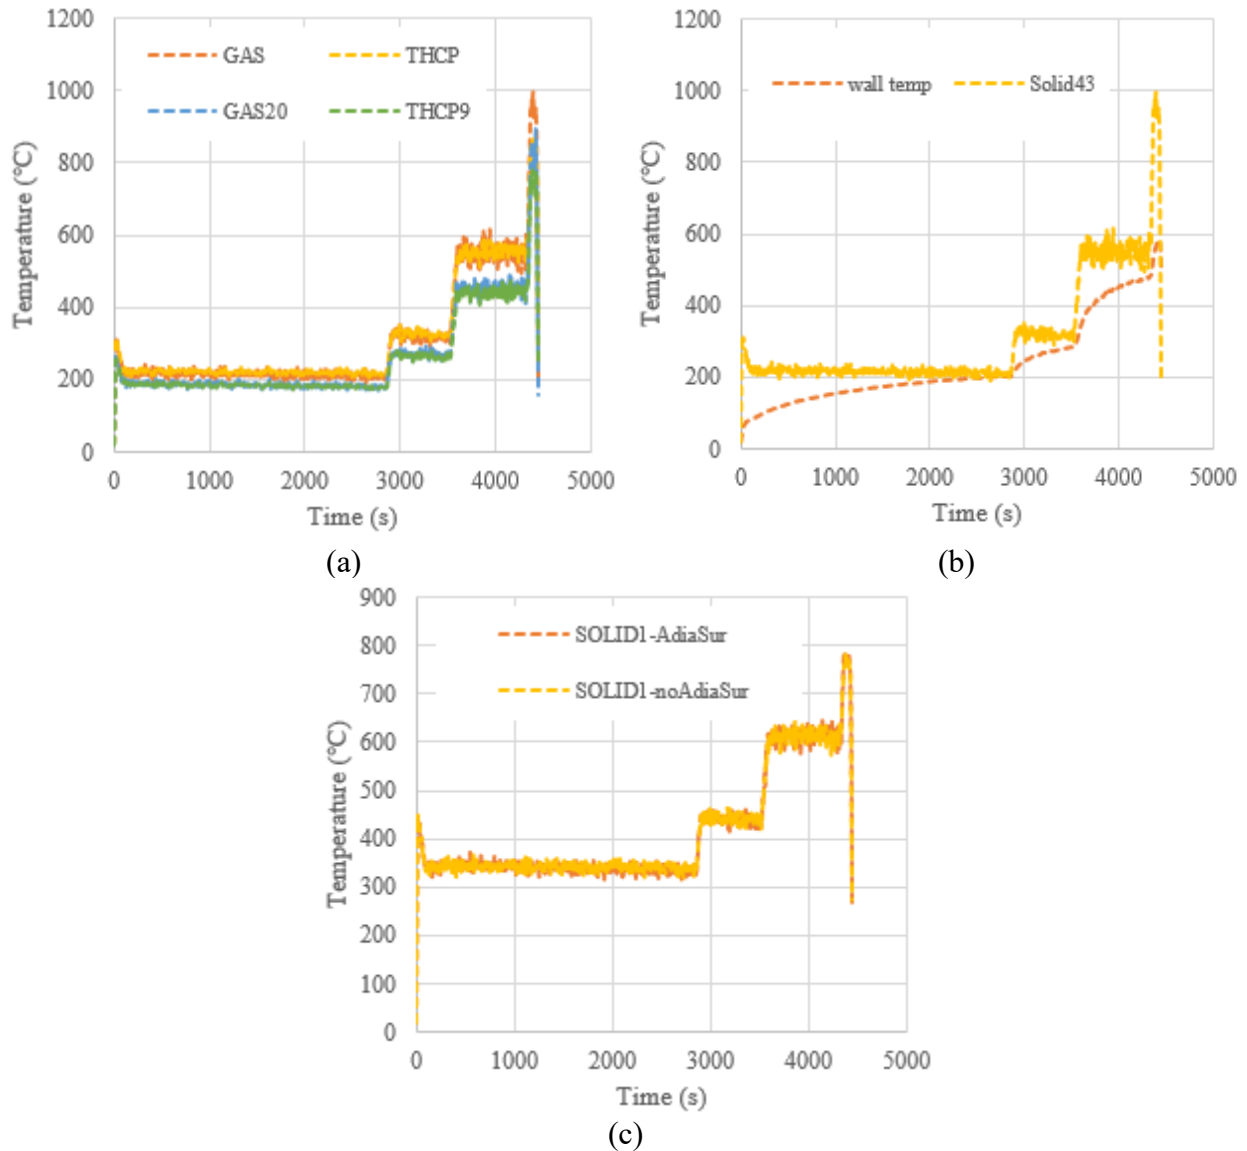 1200
1000
800
600
400
200
0
0 1000 2000 3000 4000 5000
Temperature (°C)
Time (s)
GAS THCP
GAS20 THCP9
(a)
1200
1000
800
600
400
200
0
0 1000 2000 3000 4000 5000
Temperature (°C)
Time (s)
wall temp Solid43
(b)
900
800
700
600
500
400
300
200
100
0
0 1000 2000 3000 4000 5000
Temperature (°C)
Time (s)
SOLID1-AdiaSur
SOLID1-noAdiaSur
(c)